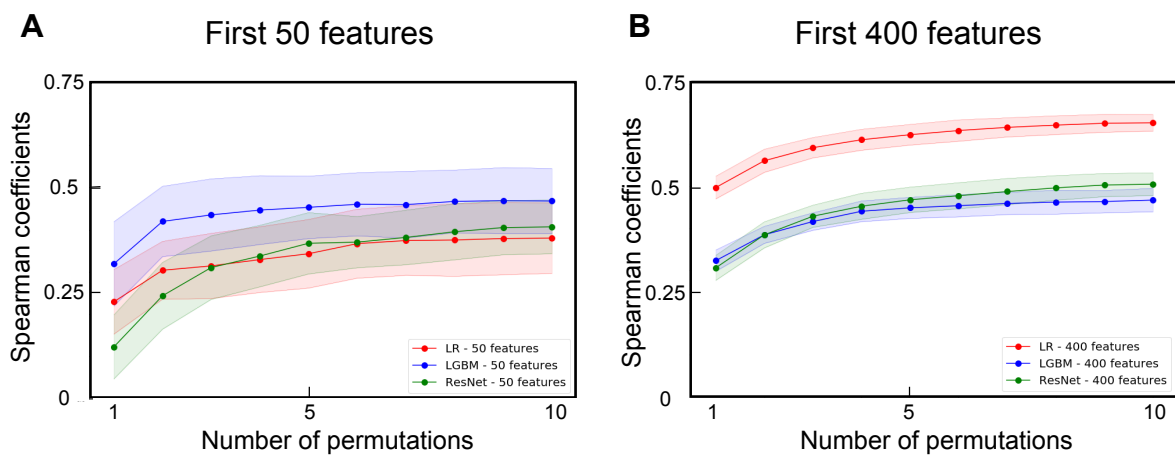 A
First 50 features
Spearman coefficients
0.75
0.5
0.25
0
LR - 50 features
LGBM - 50 features
ResNet - 50 features
1
5
10
Number of permutations
B
First 400 features
Spearman coefficients
0.75
0.5
0.25
0
LR - 400 features
LGBM - 400 features
ResNet - 400 features
1
5
10
Number of permutations